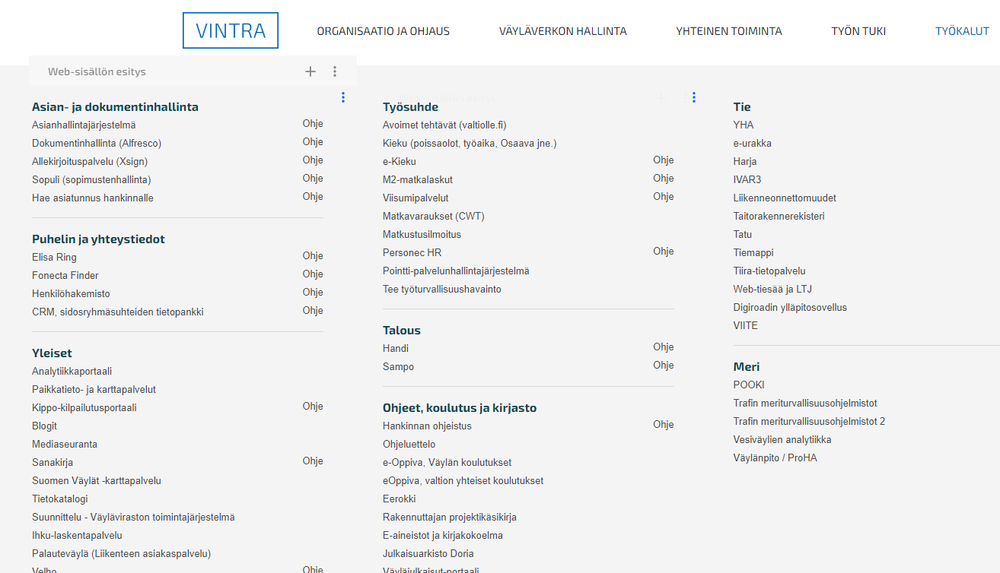 VINTRA
ORGANISAATIO JA OHJAUS
VÄYLÄVERKON HALLINTA
YHTEINEN TOIMINTA
TYÖN TUKI
TYÖKALUT
Web-sisällön esitys
Asian- ja dokumentinhallinta
Asianhallintajärjestelmä Ohje
Dokumentinhallinta (Alfresco) Ohje
Allekirjoituspalvelu (Xsign) Ohje
Sopuli (sopimustenhallinta) Ohje
Hae asiatunnus hankinnalle Ohje
Puhelin ja yhteystiedot
Elisa Ring Ohje
Fonecta Finder Ohje
Henkilöhakemisto Ohje
CRM, sidosryhmäsuhteiden tietopankki Ohje
Yleiset
Analytiikkaportaali
Paikkatieto- ja karttapalvelut
Kippo-kilpailutusportaali Ohje
Blogit
Mediaseuranta
Sanakirja Ohje
Suomen Väylät -karttapalvelu
Tietokatalogi
Suunnittelu - Väyläviraston toimintajärjestelmä
Ihku-laskentapalvelu
Palauteväylä (Liikenteen asiakaspalvelu)
Velho Ohje
Työsuhde
Avoimet tehtävät (valtiolle.fi)
Kieku (poissaolot, työaika, Osaava jne.)
e-Kieku Ohje
M2-matkalaskut Ohje
Viisumipalvelut Ohje
Matkavaraukset (CWT)
Matkustusilmoitus
Personec HR Ohje
Pointti-palvelunhallintajärjestelmä
Tee työturvallisuushavainto
Talous
Handi Ohje
Sampo Ohje
Ohjeet, koulutus ja kirjasto
Hankinnan ohjeistus Ohje
Ohjeluettelo
e-Oppiva, Väylän koulutukset
eOppiva, valtion yhteiset koulutukset
Eerokki
Rakennuttajan projektikäsikirja
E-aineistot ja kirjakokoelma
Julkaisuarkisto Doria
Väyläjulkaisut-portaali
Tie
YHA
e-urakka
Harja
IVAR3
Liikenneonnettomuudet
Taitorakennerekisteri
Tatu
Tiemappi
Tiira-tietopalvelu
Web-tiesää ja LTJ
Digiroadin ylläpitosovellus
VIITE
Meri
POOKI
Trafin meriturvallisuusohjelmistot
Trafin meriturvallisuusohjelmistot 2
Vesiväylien analytiikka
Väylänpito / ProHA